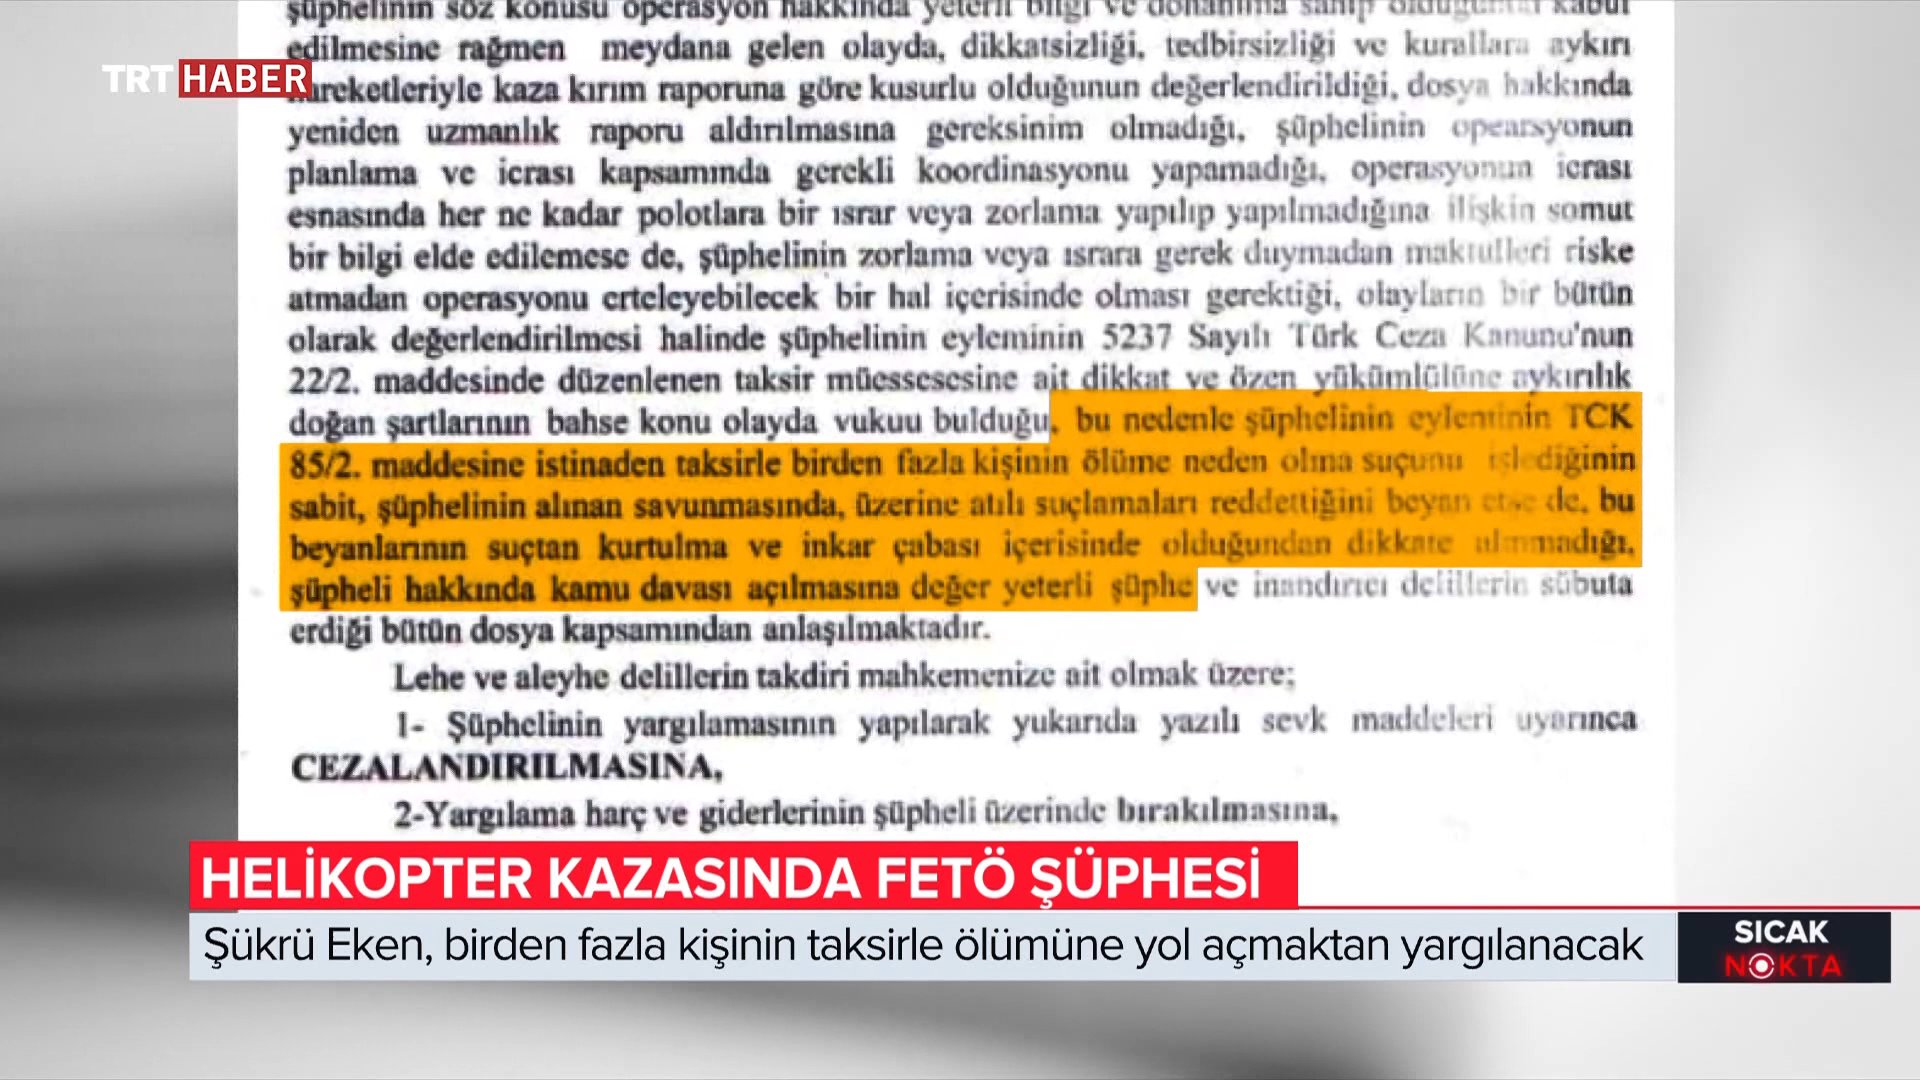 şüphelinin söz konusu operasyon hakkında yeterli bilgi ve donanıma sahip olduğunun kabul
edilmesine rağmen meydana gelen olayda, dikkatsizliği, tedbirsizliği ve kurallara aykırı
TRT HABER
hareketleriyle kaza kırım raporuna göre kusurlu olduğunun değerlendirildiği, dosya hakkında
yeniden uzmanlık raporu aldırılmasına gereksinim olmadığı, şüphelinin opearsyonun
planlama ve icrası kapsamında gerekli koordinasyonu yapamadığı, operasyonun icrası
esnasında her ne kadar polotlara bir ısrar veya zorlama yapılıp yapılmadığına ilişkin somut
bir bilgi elde edilemese de, şüphelinin zorlama veya ısrara gerek duymadan maktulleri riske
atmadan operasyonu erteleyebilecek bir hal içerisinde olması gerektiği, olayların bir bütün
olarak değerlendirilmesi halinde şüphelinin eyleminin 5237 Sayılı Türk Ceza Kanunu'nun
22/2. maddesinde düzenlenen taksir müessesesine ait dikkat ve özen yükümlülüğüne aykırılık
doğan şartlarının bahse konu olayda vukuu bulduğu, bu nedenle şüphelinin eyleminin TCK
85/2. maddesine istinaden taksirle birden fazla kişinin ölüme neden olma suçunu işlediğinin
sabit, şüphelinin alınan savunmasında, üzerine atılı suçlamaları reddettiğini beyan etse de, bu
beyanlarının suçtan kurtulma ve inkar çabası içerisinde olduğundan dikkate alınmadığı,
şüpheli hakkında kamu davası açılmasına değer yeterli şüphe ve inandırıcı delillerin sübuta
erdiği bütün dosya kapsamından anlaşılmaktadır.
Lehe ve aleyhe delillerin takdiri mahkemenize ait olmak üzere;
1- Şüphelinin yargılamasının yapılarak yukarıda yazılı sevk maddeleri uyarınca
CEZALANDIRILMASINA,
2-Yargılama harç ve giderlerinin şüpheli üzerinde bırakılmasına,
HELİKOPTER KAZASINDA FETÖ ŞÜPHESİ
Şükrü Eken, birden fazla kişinin taksirle ölümüne yol açmaktan yargılanacak
SICAK
NOKTA